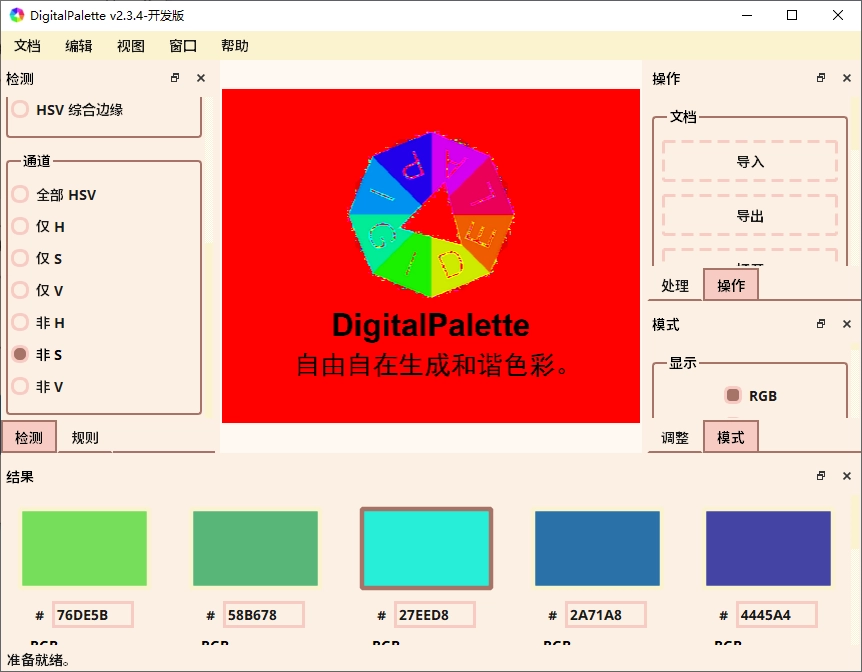 DigitalPalette v2.3.4-开发版
文档 编辑 视图 窗口 帮助
检测
HSV 综合边缘
通道
全部 HSV
仅 H
仅 S
仅 V
非 H
非 S
非 V
检测 规则
DigitalPalette
自由自在生成和谐色彩。
操作
文档
导入
导出
处理 操作
模式
显示
RGB
调整 模式
结果
# 76DE5B
# 58B678
# 27EED8
# 2A71A8
# 4445A4
RGB RGB RGB RGB RGB
准备就绪。